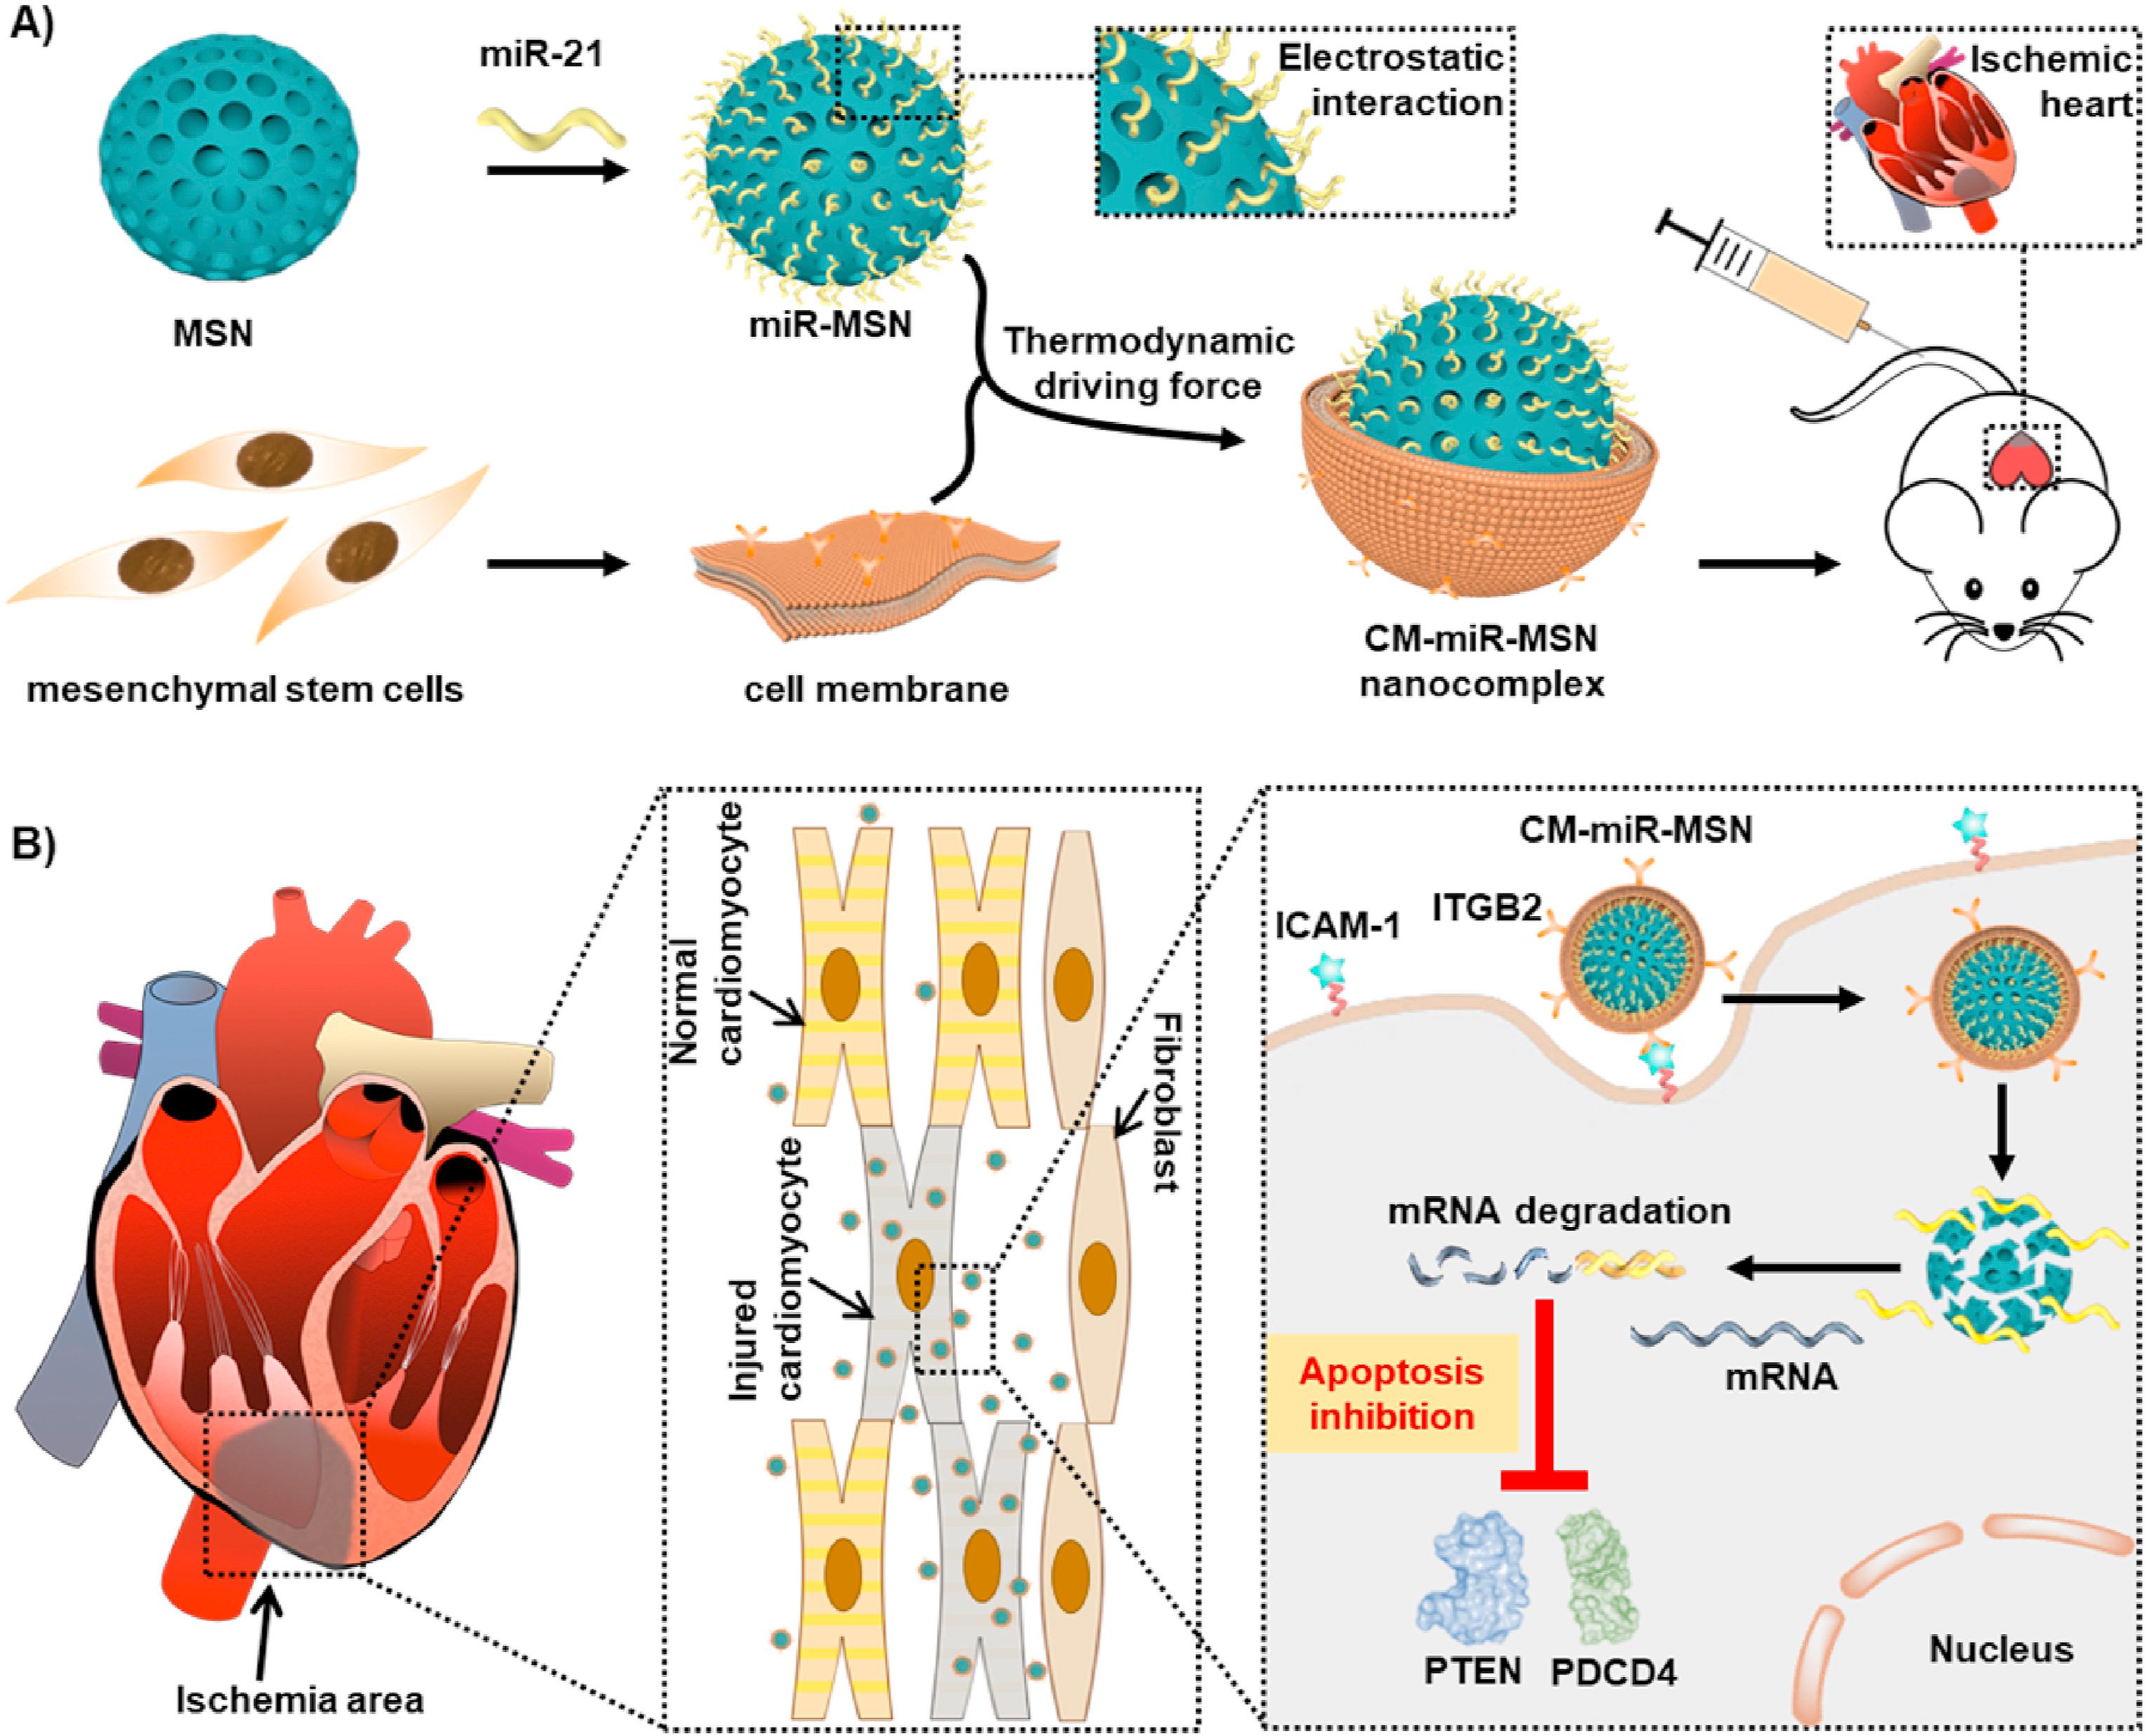 A)
miR-21
Electrostatic
interaction
Ischemic
heart
MSN
miR-MSN
Thermodynamic
driving force
mesenchymal stem cells
cell membrane
CM-miR-MSN
nanocomplex
B)
Ischemia area
Normal
cardiomyocyte
Injured
cardiomyocyte
Fibroblast
CM-miR-MSN
ITGB2
ICAM-1
mRNA degradation
mRNA
Apoptosis
inhibition
PTEN
PDCD4
Nucleus